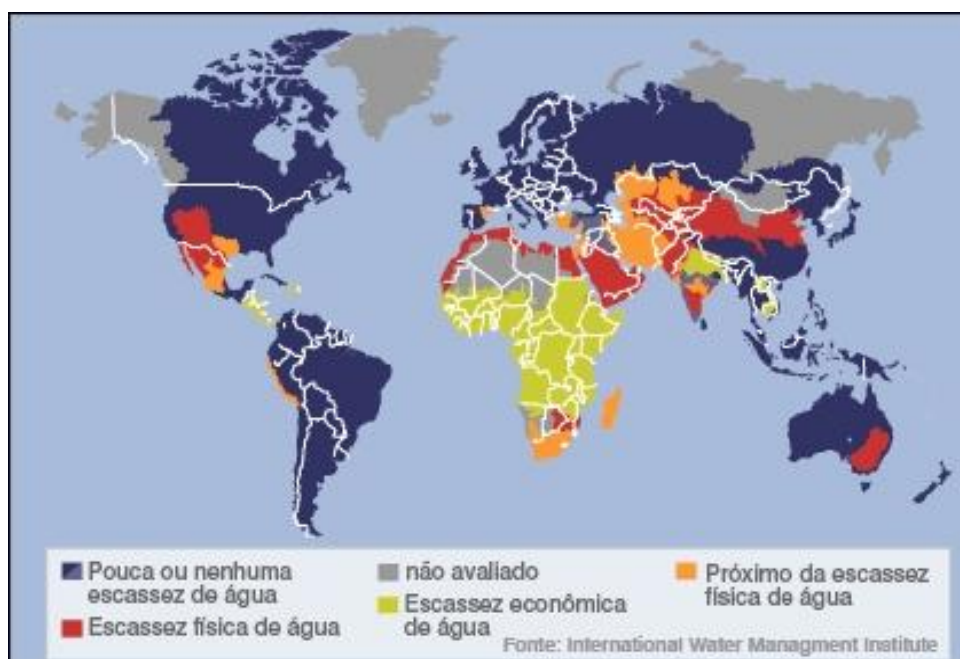 Pouca ou nenhuma
escassez de água
Escassez física de água
não avaliado
Escassez econômica
de água
Próximo da escassez
física de água
Fonte: International Water Managment Institute